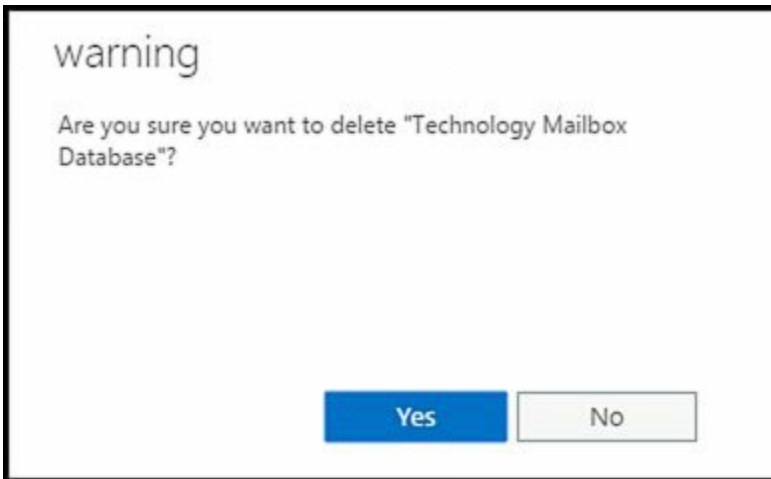 warning
Are you sure you want to delete "Technology Mailbox
Database"?
Yes
No